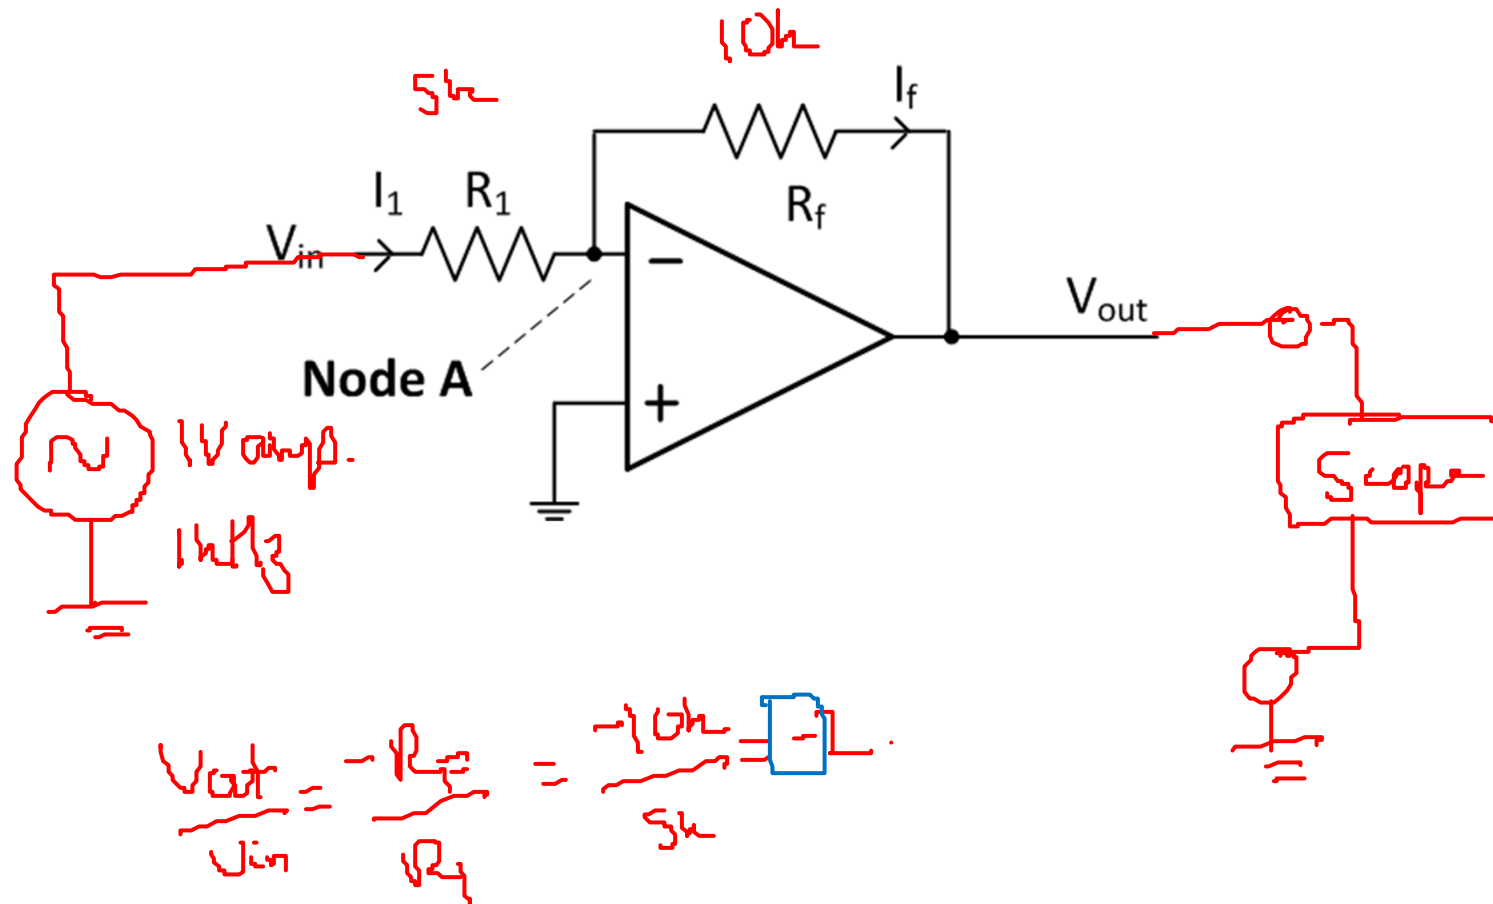 10k
5k
I1 R1
If
Rf
Vin
Vout
−
+
Node A
1V amp.
1kHz
Scope
Vout/Vin = -Rf/R1 = -10k/5k = -2.